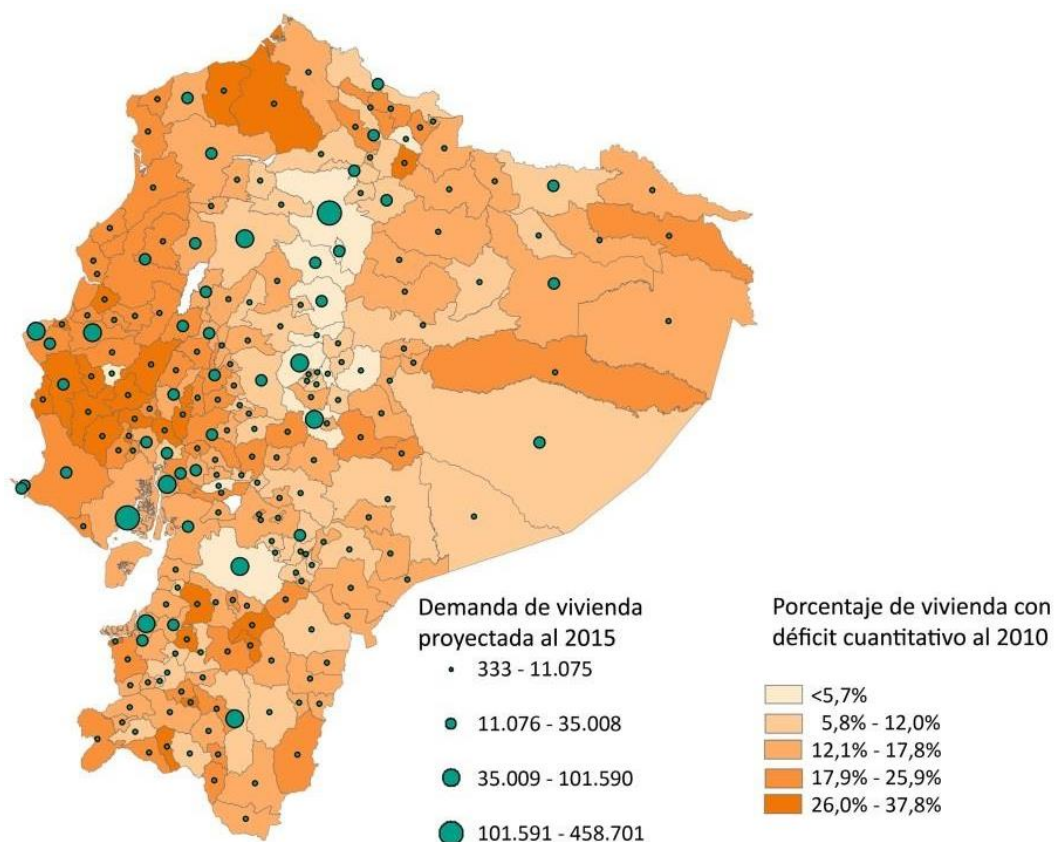 Demanda de vivienda
proyectada al 2015
333 - 11.075
11.076 - 35.008
35.009 - 101.590
101.591 - 458.701
Porcentaje de vivienda con
déficit cuantitativo al 2010
<5,7%
5,8% - 12,0%
12,1% - 17,8%
17,9% - 25,9%
26,0% - 37,8%